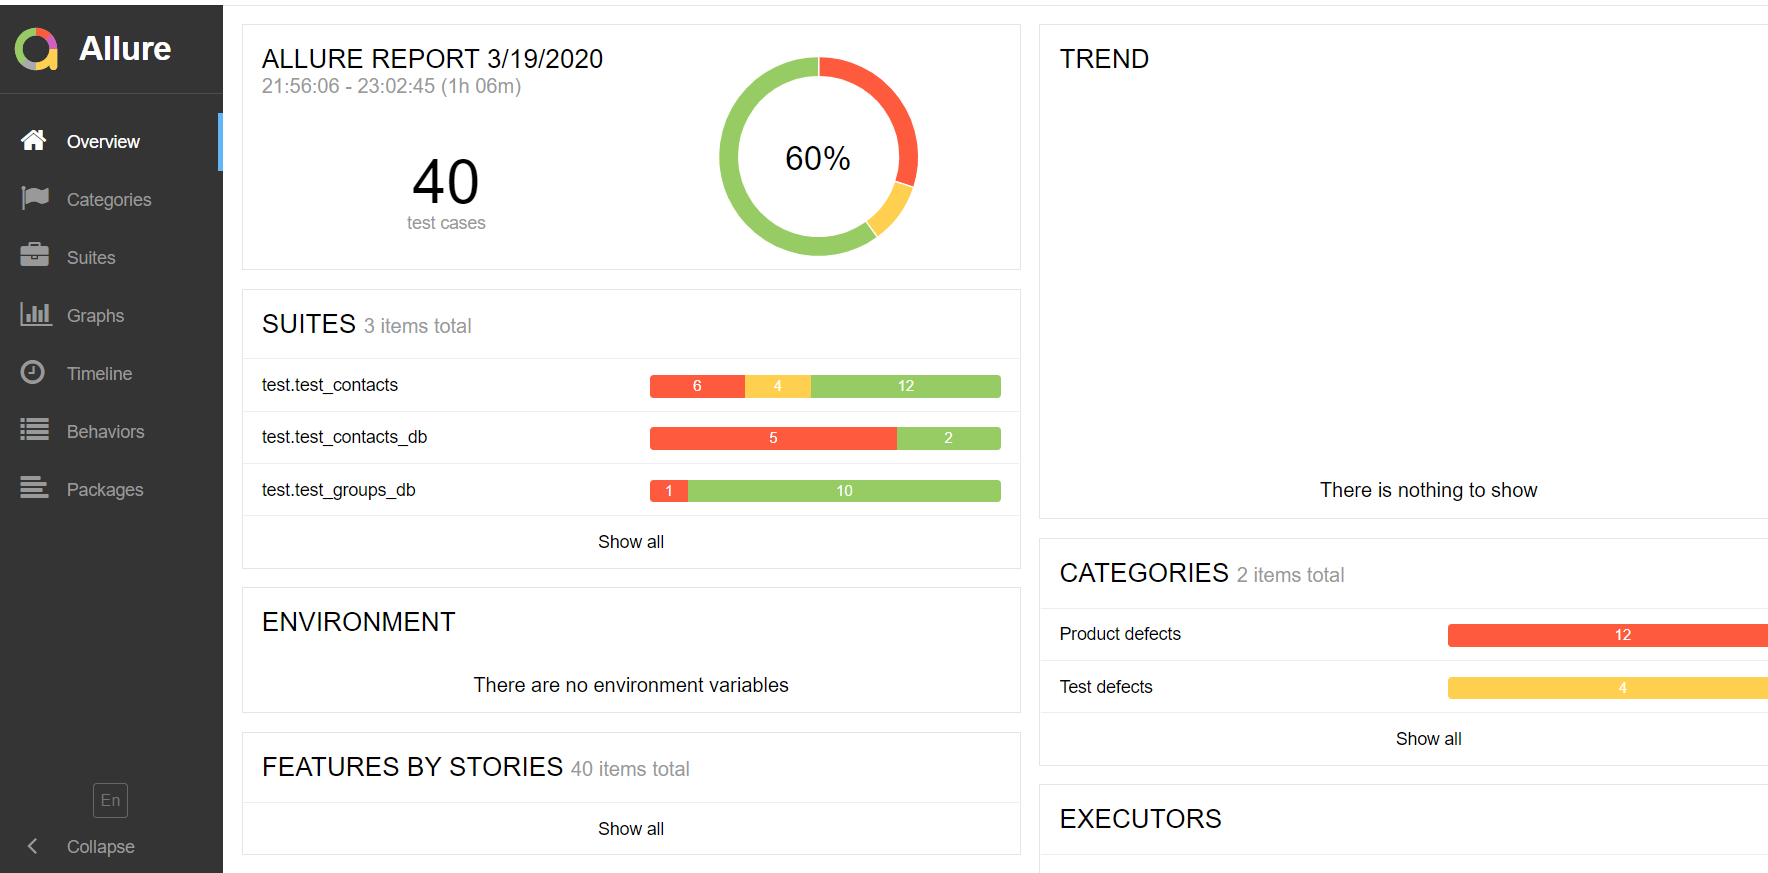 Allure
Overview
Categories
Suites
Graphs
Timeline
Behaviors
Packages
En
Collapse
ALLURE REPORT 3/19/2020
21:56:06 - 23:02:45 (1h 06m)
40
test cases
60%
SUITES 3 items total
test.test_contacts 6 4 12
test.test_contacts_db 5 2
test.test_groups_db 1 10
Show all
ENVIRONMENT
There are no environment variables
FEATURES BY STORIES 40 items total
Show all
TREND
There is nothing to show
CATEGORIES 2 items total
Product defects 12
Test defects 4
Show all
EXECUTORS